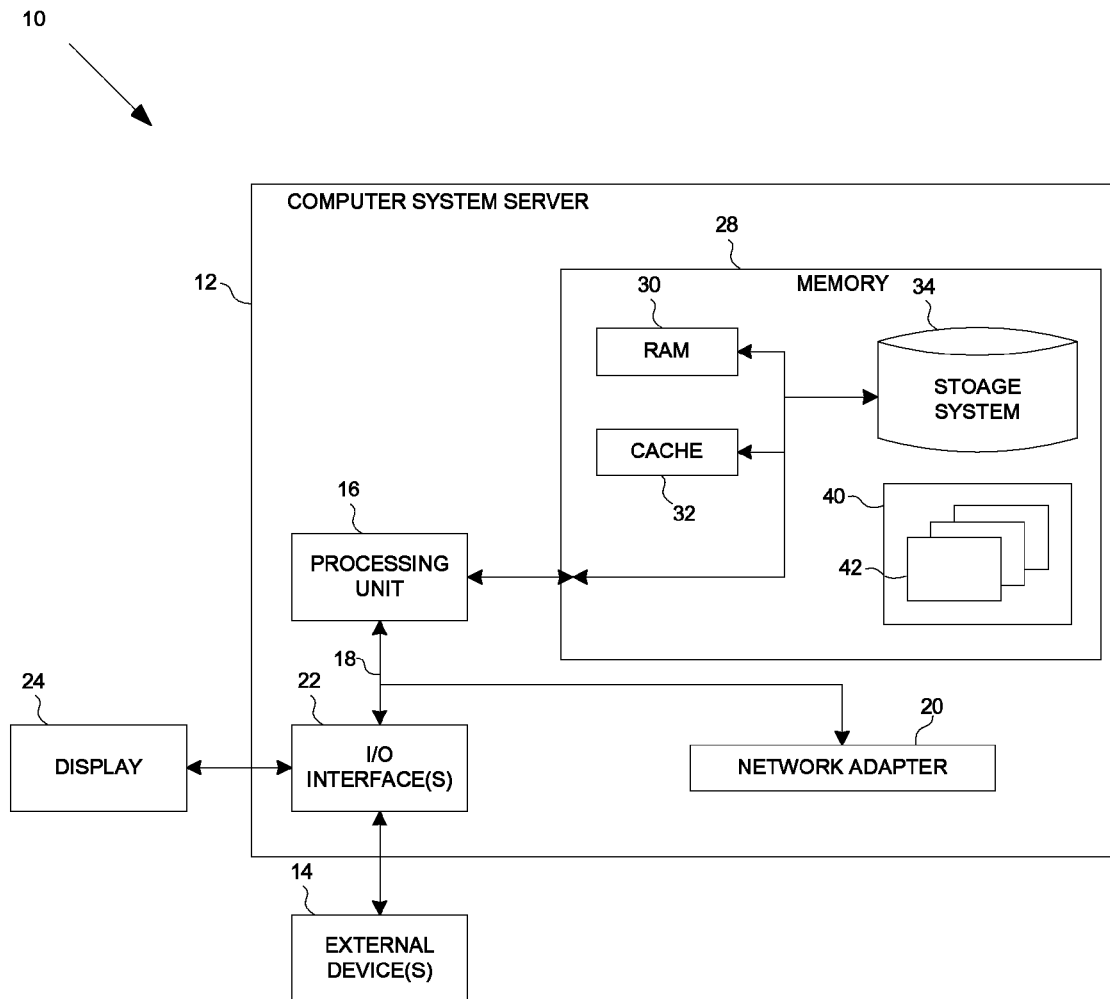 10
COMPUTER SYSTEM SERVER
28
12
MEMORY
30
34
RAM
STOAGE
SYSTEM
CACHE
32
16
40
PROCESSING
UNIT
42
18
24
22
20
DISPLAY
I/O
INTERFACE(S)
NETWORK ADAPTER
14
EXTERNAL
DEVICE(S)